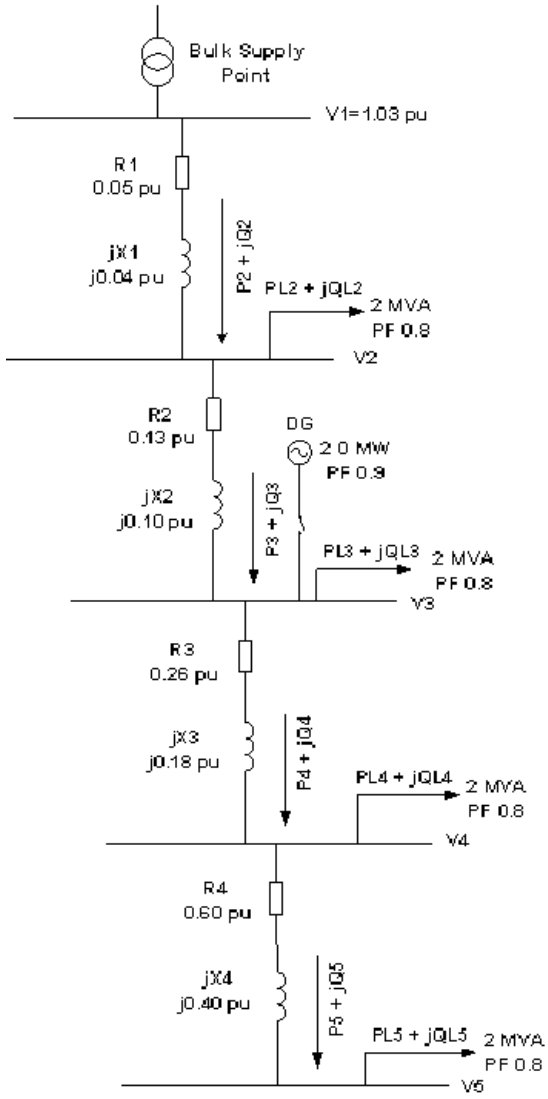 Bulk Supply
Point
V1=1.03 pu
R1
0.05 pu
jX1
j0.04 pu
P2 + jQ2
PL2 + jQL2
2 MVA
PF 0.8
V2
R2
0.13 pu
DG
2.0 MW
PF 0.9
jX2
j0.10 pu
P3 + jQ3
PL3 + jQL3
2 MVA
PF 0.8
V3
R3
0.26 pu
jX3
j0.18 pu
P4 + jQ4
PL4 + jQL4
2 MVA
PF 0.8
V4
R4
0.60 pu
jX4
j0.40 pu
P5 + jQ5
PL5 + jQL5
2 MVA
PF 0.8
V5